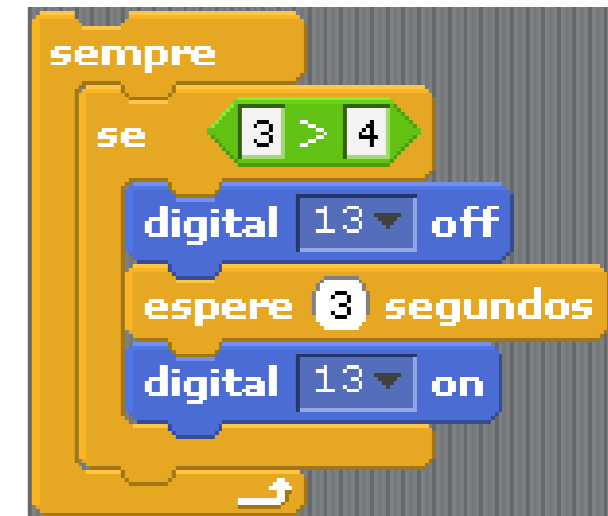 sempre
se 3 > 4
digital 13 off
espere 3 segundos
digital 13 on